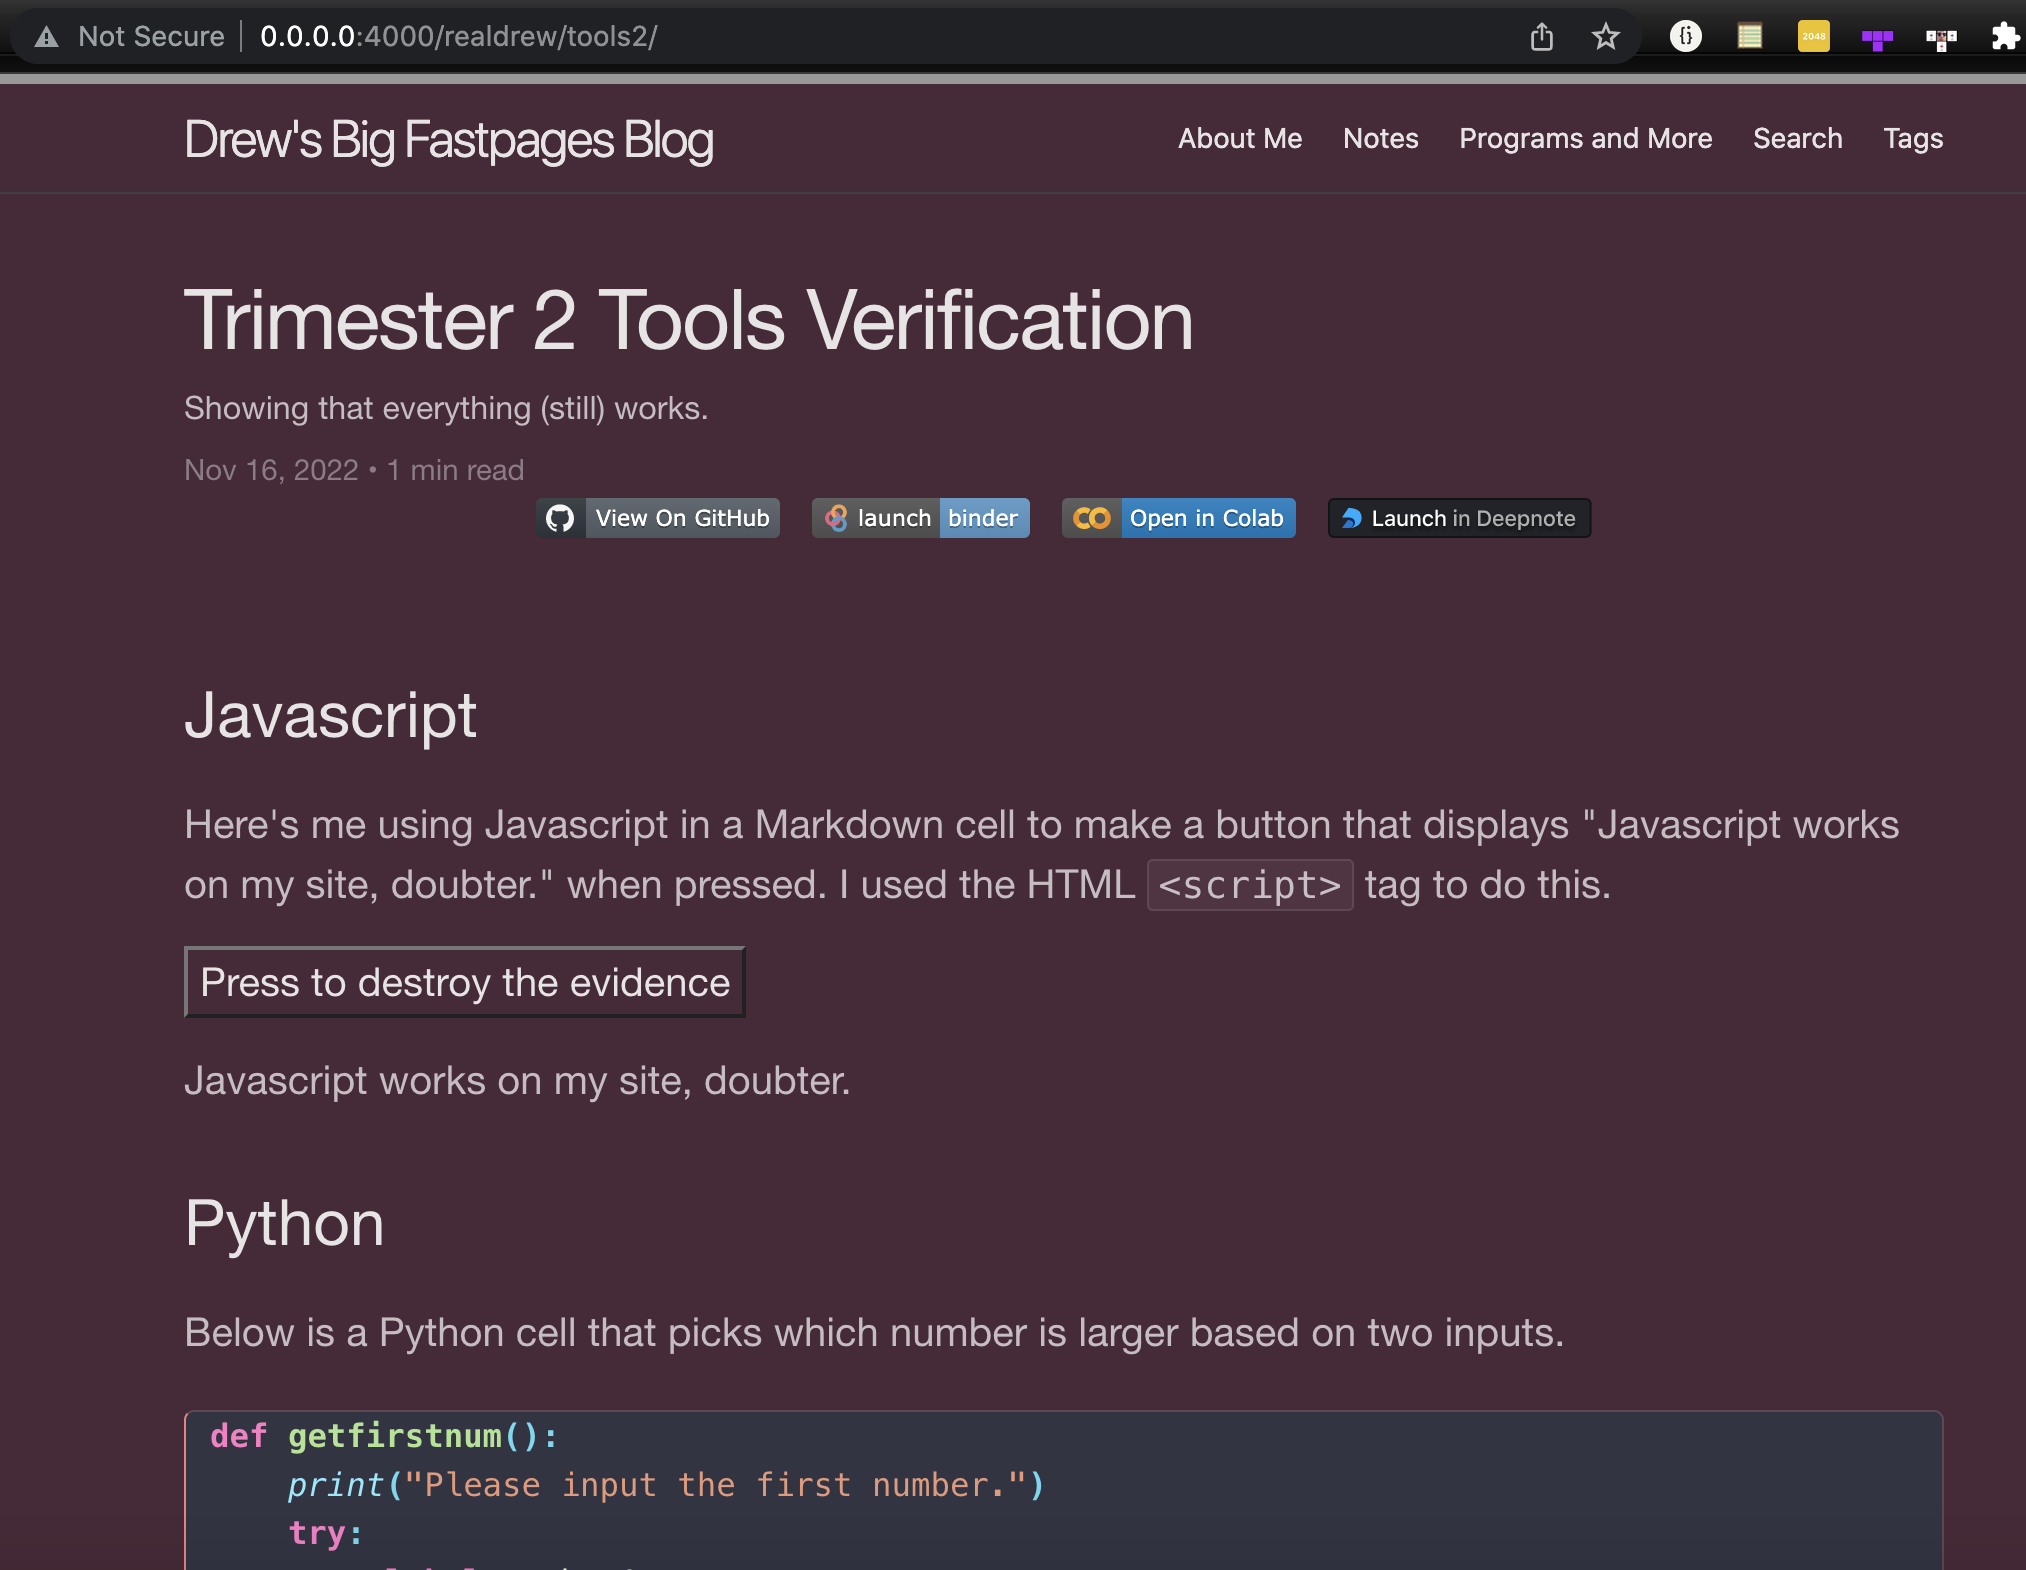 Not Secure | 0.0.0.0:4000/realdrew/tools2/
2048
Drew's Big Fastpages Blog
About Me Notes Programs and More Search Tags
Trimester 2 Tools Verification
Showing that everything (still) works.
Nov 16, 2022 • 1 min read
View On GitHub launch binder Open in Colab Launch in Deepnote
Javascript
Here's me using Javascript in a Markdown cell to make a button that displays "Javascript works
on my site, doubter." when pressed. I used the HTML <script> tag to do this.
Press to destroy the evidence
Javascript works on my site, doubter.
Python
Below is a Python cell that picks which number is larger based on two inputs.
def getfirstnum():
    print("Please input the first number.")
    try: